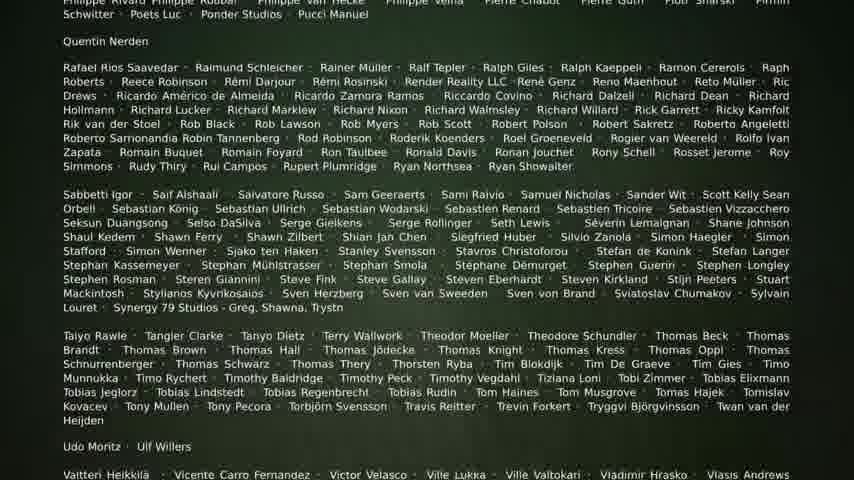 Philippe Rivard Philippe Roubal · Philippe Van Hecke · Philippe Velha · Pierre Chabot · Pierre Guth · Piotr Sharski · Pirmin
Schwitter · Poets Luc · Ponder Studios · Pucci Manuel
Quentin Nerden
Rafael Rios Saavedar · Raimund Schleicher · Rainer Müller · Ralf Tepler · Ralph Giles · Ralph Kaeppeli · Ramon Cererols · Raph
Roberts · Reece Robinson · Rémi Darjour · Rémi Rosinski · Render Reality LLC ·René Genz · Reno Maenhout · Reto Müller · Ric
Drews · Ricardo Américo de Almeida · Ricardo Zamora Ramos · Riccardo Covino · Richard Dalzell · Richard Dean · Richard
Hollmann · Richard Lucker · Richard Marklew · Richard Nixon · Richard Walmsley · Richard Willard · Rick Garrett · Ricky Kamfolt
Rik van der Stoel · Rob Black · Rob Lawson · Rob Myers · Rob Scott · Robert Polson · Robert Sakretz · Roberto Angeletti
Roberto Sarrionandia Robin Tannenberg · Rod Robinson · Roderik Koenders · Roel Groeneveld · Rogier van Weereld · Rolfo Ivan
Zapata · Romain Buquet · Romain Foyard · Ron Taulbee · Ronald Davis · Ronan Jouchet · Rony Schell · Rosset Jerome · Roy
Simmons · Rudy Thiry · Rui Campos · Rupert Plumridge · Ryan Northsea · Ryan Showalter
Sabbetti Igor · Saif Alshaali · Salvatore Russo · Sam Geeraerts · Sami Raivio · Samuel Nicholas · Sander Wit · Scott Kelly Sean
Orbell · Sebastian König · Sebastian Ullrich · Sebastian Wodarski · Sebastien Renard · Sebastien Tricoire · Sebastien Vizzacchero
Seksun Duangsong · Selso DaSilva · Serge Gielkens · Serge Rollinger · Seth Lewis · Séverin Lemaignan · Shane Johnson
Shaul Kedem · Shawn Ferry · Shawn Zilbert · Shian Jan Chen · Siegfried Huber · Silvio Zanola · Simon Haegler · Simon
Stafford · Simon Wenner · Sjako ten Haken · Stanley Svensson · Stavros Christoforou · Stefan de Konink · Stefan Langer
Stephan Kassemeyer · Stephan Mühlstrasser · Stephan Smola · Stéphane Démurget · Stephen Guerin · Stephen Longley
Stephen Rosman · Steren Giannini · Steve Fink · Steve Gallay · Steven Eberhardt · Steven Kirkland · Stijn Peeters · Stuart
Mackintosh · Stylianos Kyvrikosaios · Sven Herzberg · Sven van Sweeden · Sven von Brand · Sviatoslav Chumakov · Sylvain
Louret · Synergy 79 Studios - Greg, Shawna, Trystn
Taiyo Rawle · Tangier Clarke · Tanyo Dietz · Terry Wallwork · Theodor Moeller · Theodore Schundler · Thomas Beck · Thomas
Brandt · Thomas Brown · Thomas Hall · Thomas Jödecke · Thomas Knight · Thomas Kress · Thomas Oppl · Thomas
Schnurrenberger · Thomas Schwarz · Thomas Thery · Thorsten Ryba · Tim Blokdijk · Tim De Graeve · Tim Gies · Timo
Munnukka · Timo Rychert · Timothy Baldridge · Timothy Peck · Timothy Vegdahl · Tiziana Loni · Tobi Zimmer · Tobias Elixmann
Tobias Jeglorz · Tobias Lindstedt · Tobias Regenbrecht · Tobias Rudin · Tom Haines · Tom Musgrove · Tomas Hajek · Tomislav
Kovacev · Tony Mullen · Tony Pecora · Torbjörn Svensson · Travis Reitter · Trevin Forkert · Tryggvi Björgvinsson · Twan van der
Heijden
Udo Moritz · Ulf Willers
Valtteri Heikkilä · Vicente Carro Fernandez · Victor Velasco · Ville Lukka · Ville Valtokari · Vladimir Hrasko · Vlasis Andrews